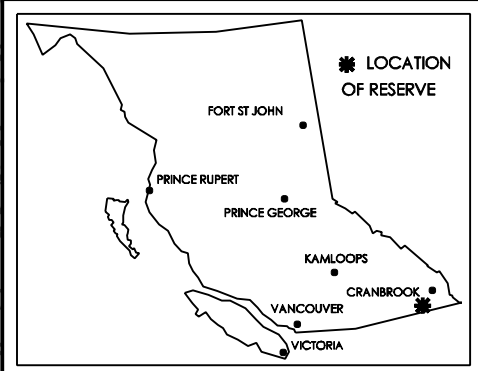 LOCATION
OF RESERVE
FORT ST JOHN
PRINCE RUPERT
PRINCE GEORGE
KAMLOOPS
CRANBROOK
VANCOUVER
VICTORIA